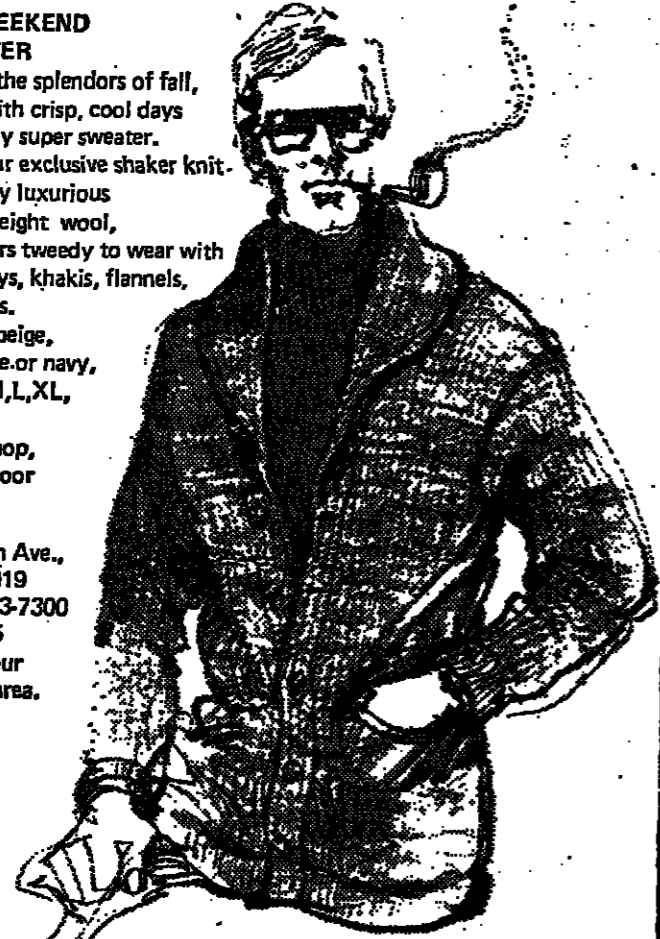 EEKEND
ER
the splendors of fall,
ith crisp, cool days
y super sweater.
ur exclusive shaker knit-
y luxurious
eight wool,
rs tweedy to wear with
ys, khakis, flannels,
s.
beige,
e or navy,
,L,XL,
op,
oor
n Ave.,
19
3-7300
ur
area.